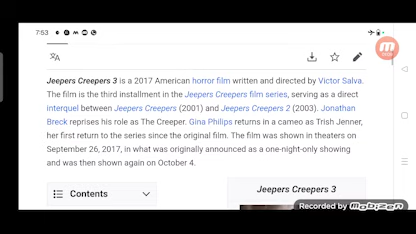 7:53
Jeepers Creepers 3 is a 2017 American horror film written and directed by Victor Salva.
The film is the third installment in the Jeepers Creepers film series, serving as a direct
interquel between Jeepers Creepers (2001) and Jeepers Creepers 2 (2003). Jonathan
Breck reprises his role as The Creeper. Gina Philips returns in a cameo as Trish Jenner,
her first return to the series since the original film. The film was shown in theaters on
September 26, 2017, in what was originally announced as a one-night-only showing
and was then shown again on October 4.
Contents
Jeepers Creepers 3
Recorded by Mobizen